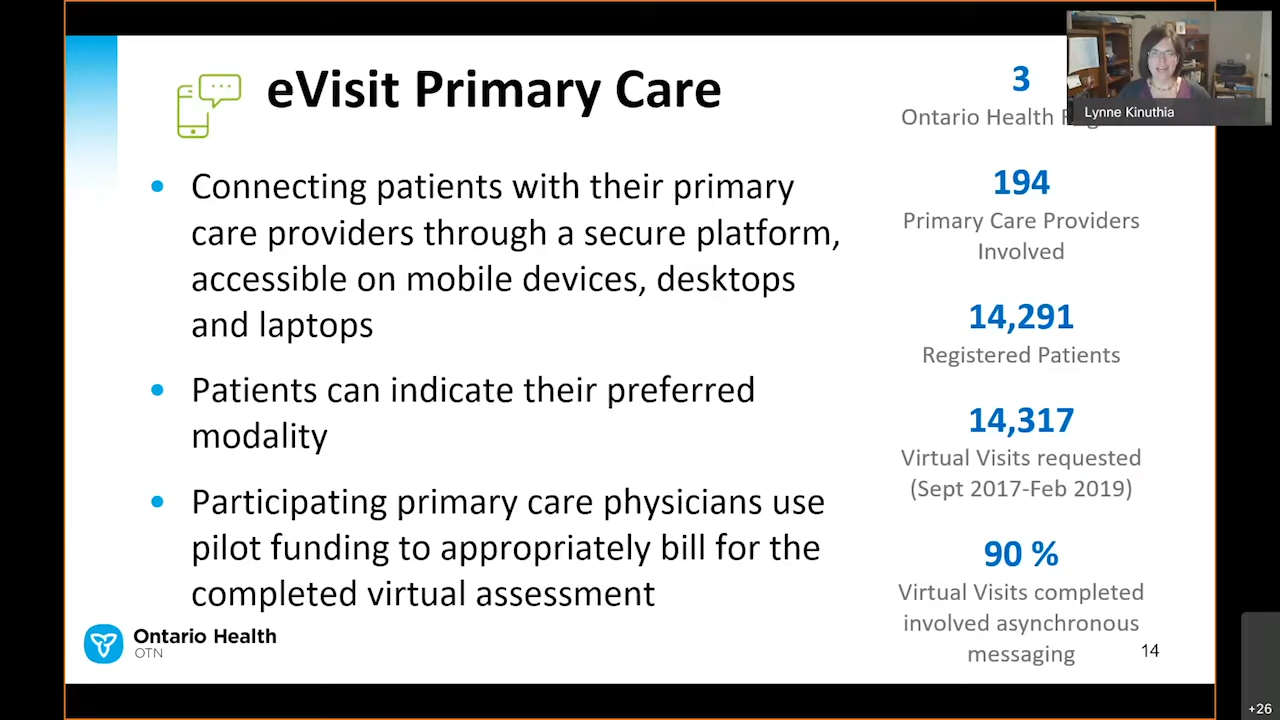 eVisit Primary Care
Connecting patients with their primary
care providers through a secure platform,
accessible on mobile devices, desktops
and laptops
Patients can indicate their preferred
modality
Participating primary care physicians use
pilot funding to appropriately bill for the
completed virtual assessment
3
Ontario Health
194
Primary Care Providers
Involved
14,291
Registered Patients
14,317
Virtual Visits requested
(Sept 2017-Feb 2019)
90 %
Virtual Visits completed
involved asynchronous
messaging
Lynne Kinuthia
Ontario Health
OTN
14
+26